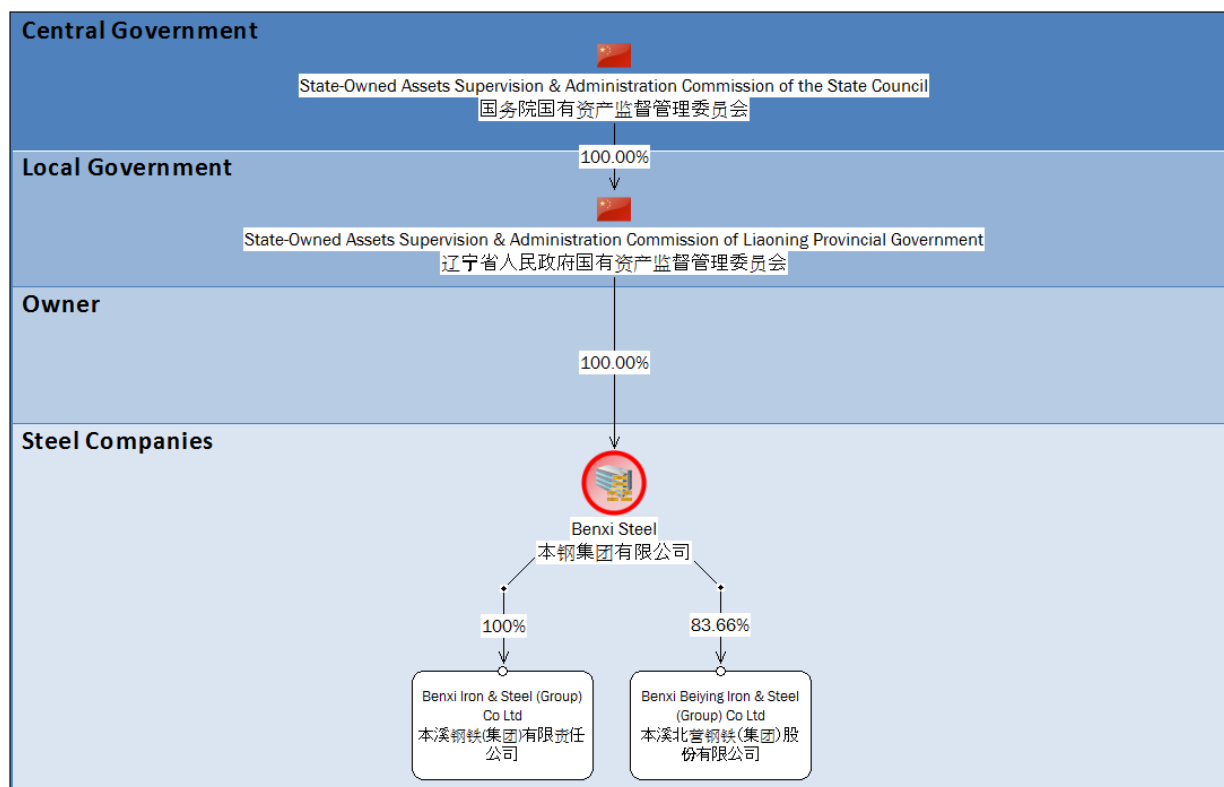 Central Government
State-Owned Assets Supervision & Administration Commission of the State Council
国务院国有资产监督管理委员会
100.00%
Local Government
State-Owned Assets Supervision & Administration Commission of Liaoning Provincial Government
辽宁省人民政府国有资产监督管理委员会
Owner
100.00%
Steel Companies
Benxi Steel
本钢集团有限公司
100%
83.66%
Benxi Iron & Steel (Group)
Co Ltd
本溪钢铁(集团)有限责任
公司
Benxi Beiying Iron & Steel
(Group) Co Ltd
本溪北营钢铁(集团)股
份有限公司